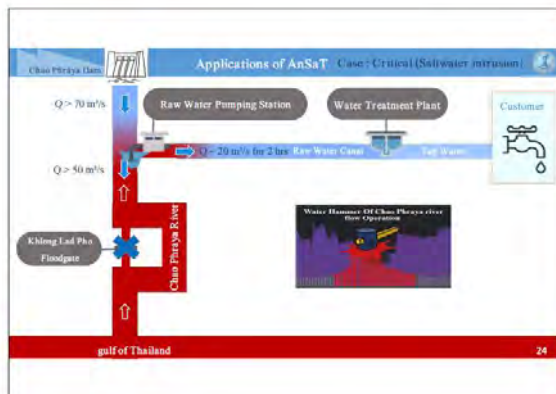 Applications of AnSaT Case : Critical (Saltwater intrusion)
Chao Phraya Dam
Q > 70 m³/s
Raw Water Pumping Station
Water Treatment Plant
Customer
Q ~ 20 m³/s for 2 hrs
Raw Water Canal
Tap Water
Q > 50 m³/s
Khlong Lad Pho
Floodgate
Chao Phraya River
Water Hammer Of Chao Phraya river
flow Operation
gulf of Thailand
24